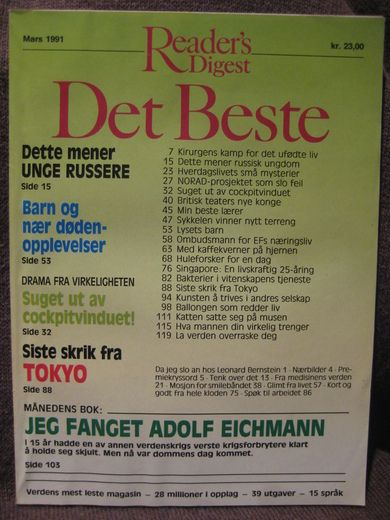 Mars 1991
Reader's
Digest
kr. 23,00
Det Beste
Dette mener
UNGE RUSSERE
Side 15
Barn og
nær døden-
opplevelser
Side 53
DRAMA FRA VIRKELIGHETEN
Suget ut av
cockpitvinduet!
Side 32
Siste skrik fra
TOKYO
Side 88
7 Kirurgens kamp for det ufødte liv
15 Dette mener russisk ungdom
23 Hverdagslivets små mysterier
27 NORAD-prosjektet som slo feil
32 Suget ut av cockpitvinduet
40 Britisk teaters nye konge
45 Min beste lærer
47 Sykkelen vinner nytt terreng
53 Lysets barn
58 Ombudsmann for EFs næringsliv
63 Med kaffekverner på hjernen
68 Huleforsker for en dag
76 Singapore: En livskraftig 25-åring
82 Bakterier i vitenskapens tjeneste
88 Siste skrik fra Tokyo
94 Kunsten å trives i andres selskap
98 Ballongen som redder liv
111 Katten satte seg på musen
115 Hva mannen din virkelig trenger
119 La verden overraske deg
Da jeg slo an hos Leonard Bernstein 1 · Nærbilder 4 · Pre-
miekryssord 5 · Tenk over det 13 · Fra medisinens verden
21 · Mosjon for smilebåndet 38 · Glimt fra livet 57 · Kort og
godt fra hele kloden 75 · Spøk til arbeidet 86
MÅNEDENS BOK:
JEG FANGET ADOLF EICHMANN
I 15 år hadde en av annen verdenskrigs verste krigsforbrytere klart
å holde seg skjult. Men nå var dommens dag kommet.
Side 103
Verdens mest leste magasin – 28 millioner i opplag – 39 utgaver – 15 språk